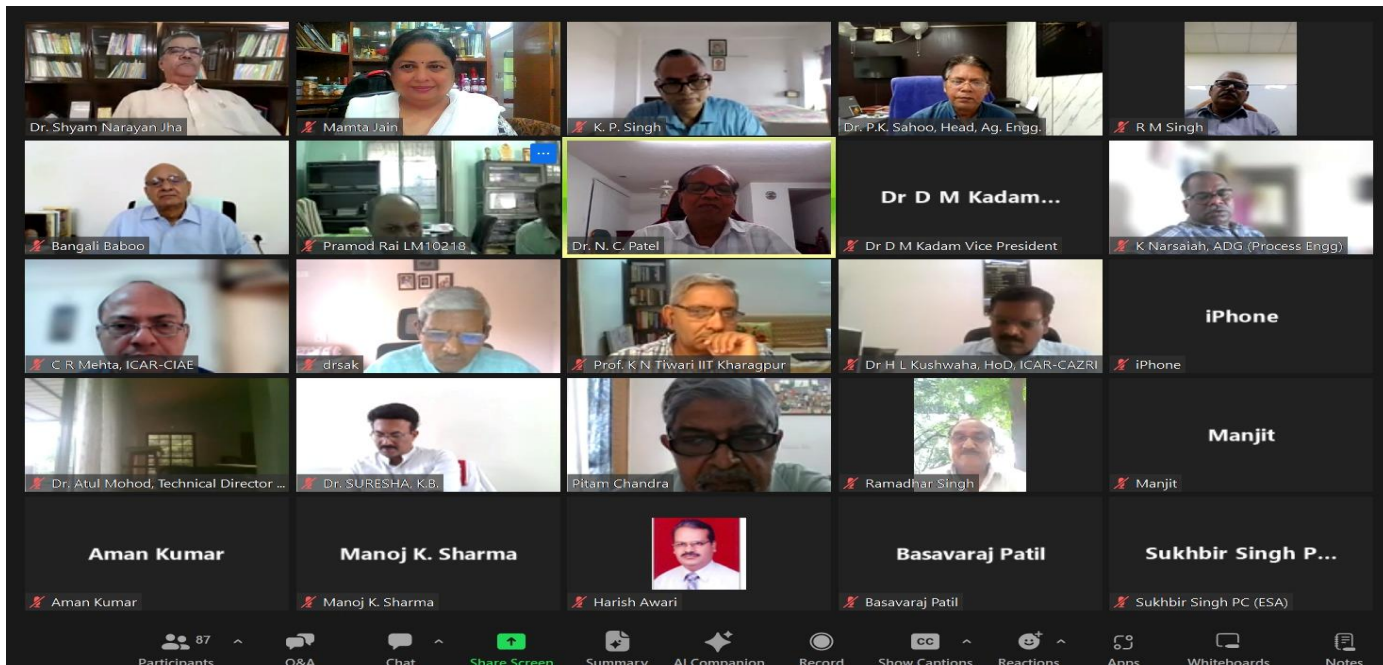 Dr. Shyam Narayan Jha
Mamta Jain
K. P. Singh
Dr. P.K. Sahoo, Head, Ag. Engg.
R M Singh
Bangali Baboo
Pramod Rai LM10218
Dr. N. C. Patel
Dr D M Kadam...
Dr D M Kadam Vice President
K Narsaiah, ADG (Process Engg)
C R Mehta, ICAR-CIAE
drsak
Prof. K N Tiwari IIT Kharagpur
Dr H L Kushwaha, HoD, ICAR-CAZRI
iPhone
iPhone
Dr. Atul Mohod, Technical Director ...
Dr. SURESHA, K.B.
Pitam Chandra
Ramadhar Singh
Manjit
Manjit
Aman Kumar
Aman Kumar
Manoj K. Sharma
Manoj K. Sharma
Harish Awari
Basavaraj Patil
Basavaraj Patil
Sukhbir Singh P...
Sukhbir Singh PC (ESA)
87
CC
Participants
Q&A
Chat
Share Screen
Summary
AI Companion
Record
Show Captions
Reactions
Apps
Whiteboards
Notes